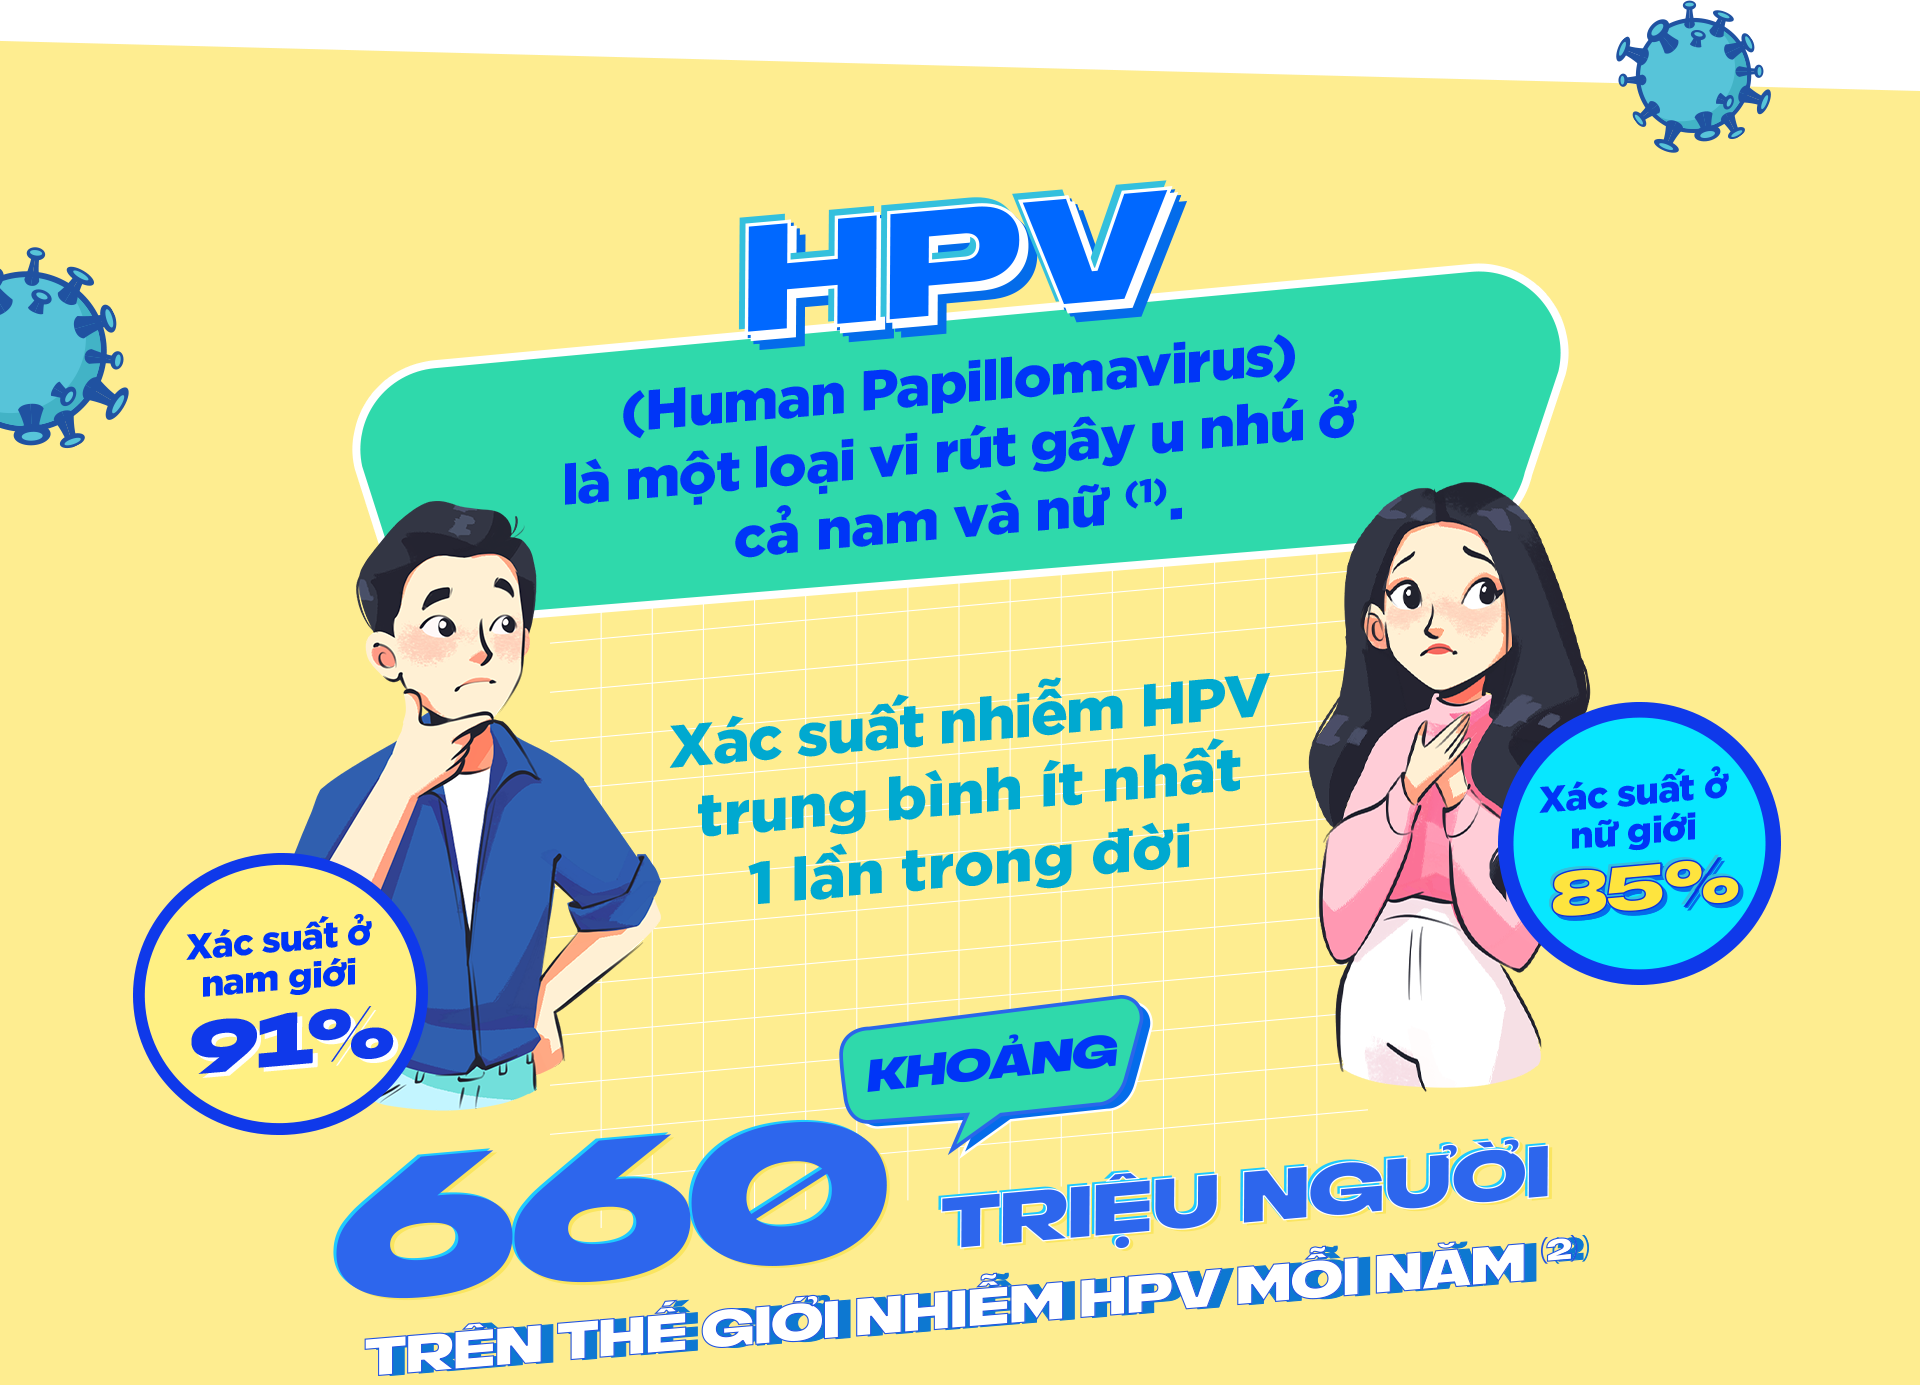 HPV
(Human Papillomavirus)
là một loại vi rút gây u nhú ở
cả nam và nữ (1).
Xác suất nhiễm HPV
trung bình ít nhất
1 lần trong đời
Xác suất ở
nữ giới
85%
Xác suất ở
nam giới
91%
KHOẢNG
660 TRIỆU NGƯỜI
TRÊN THẾ GIỚI NHIỄM HPV MỖI NĂM (2)